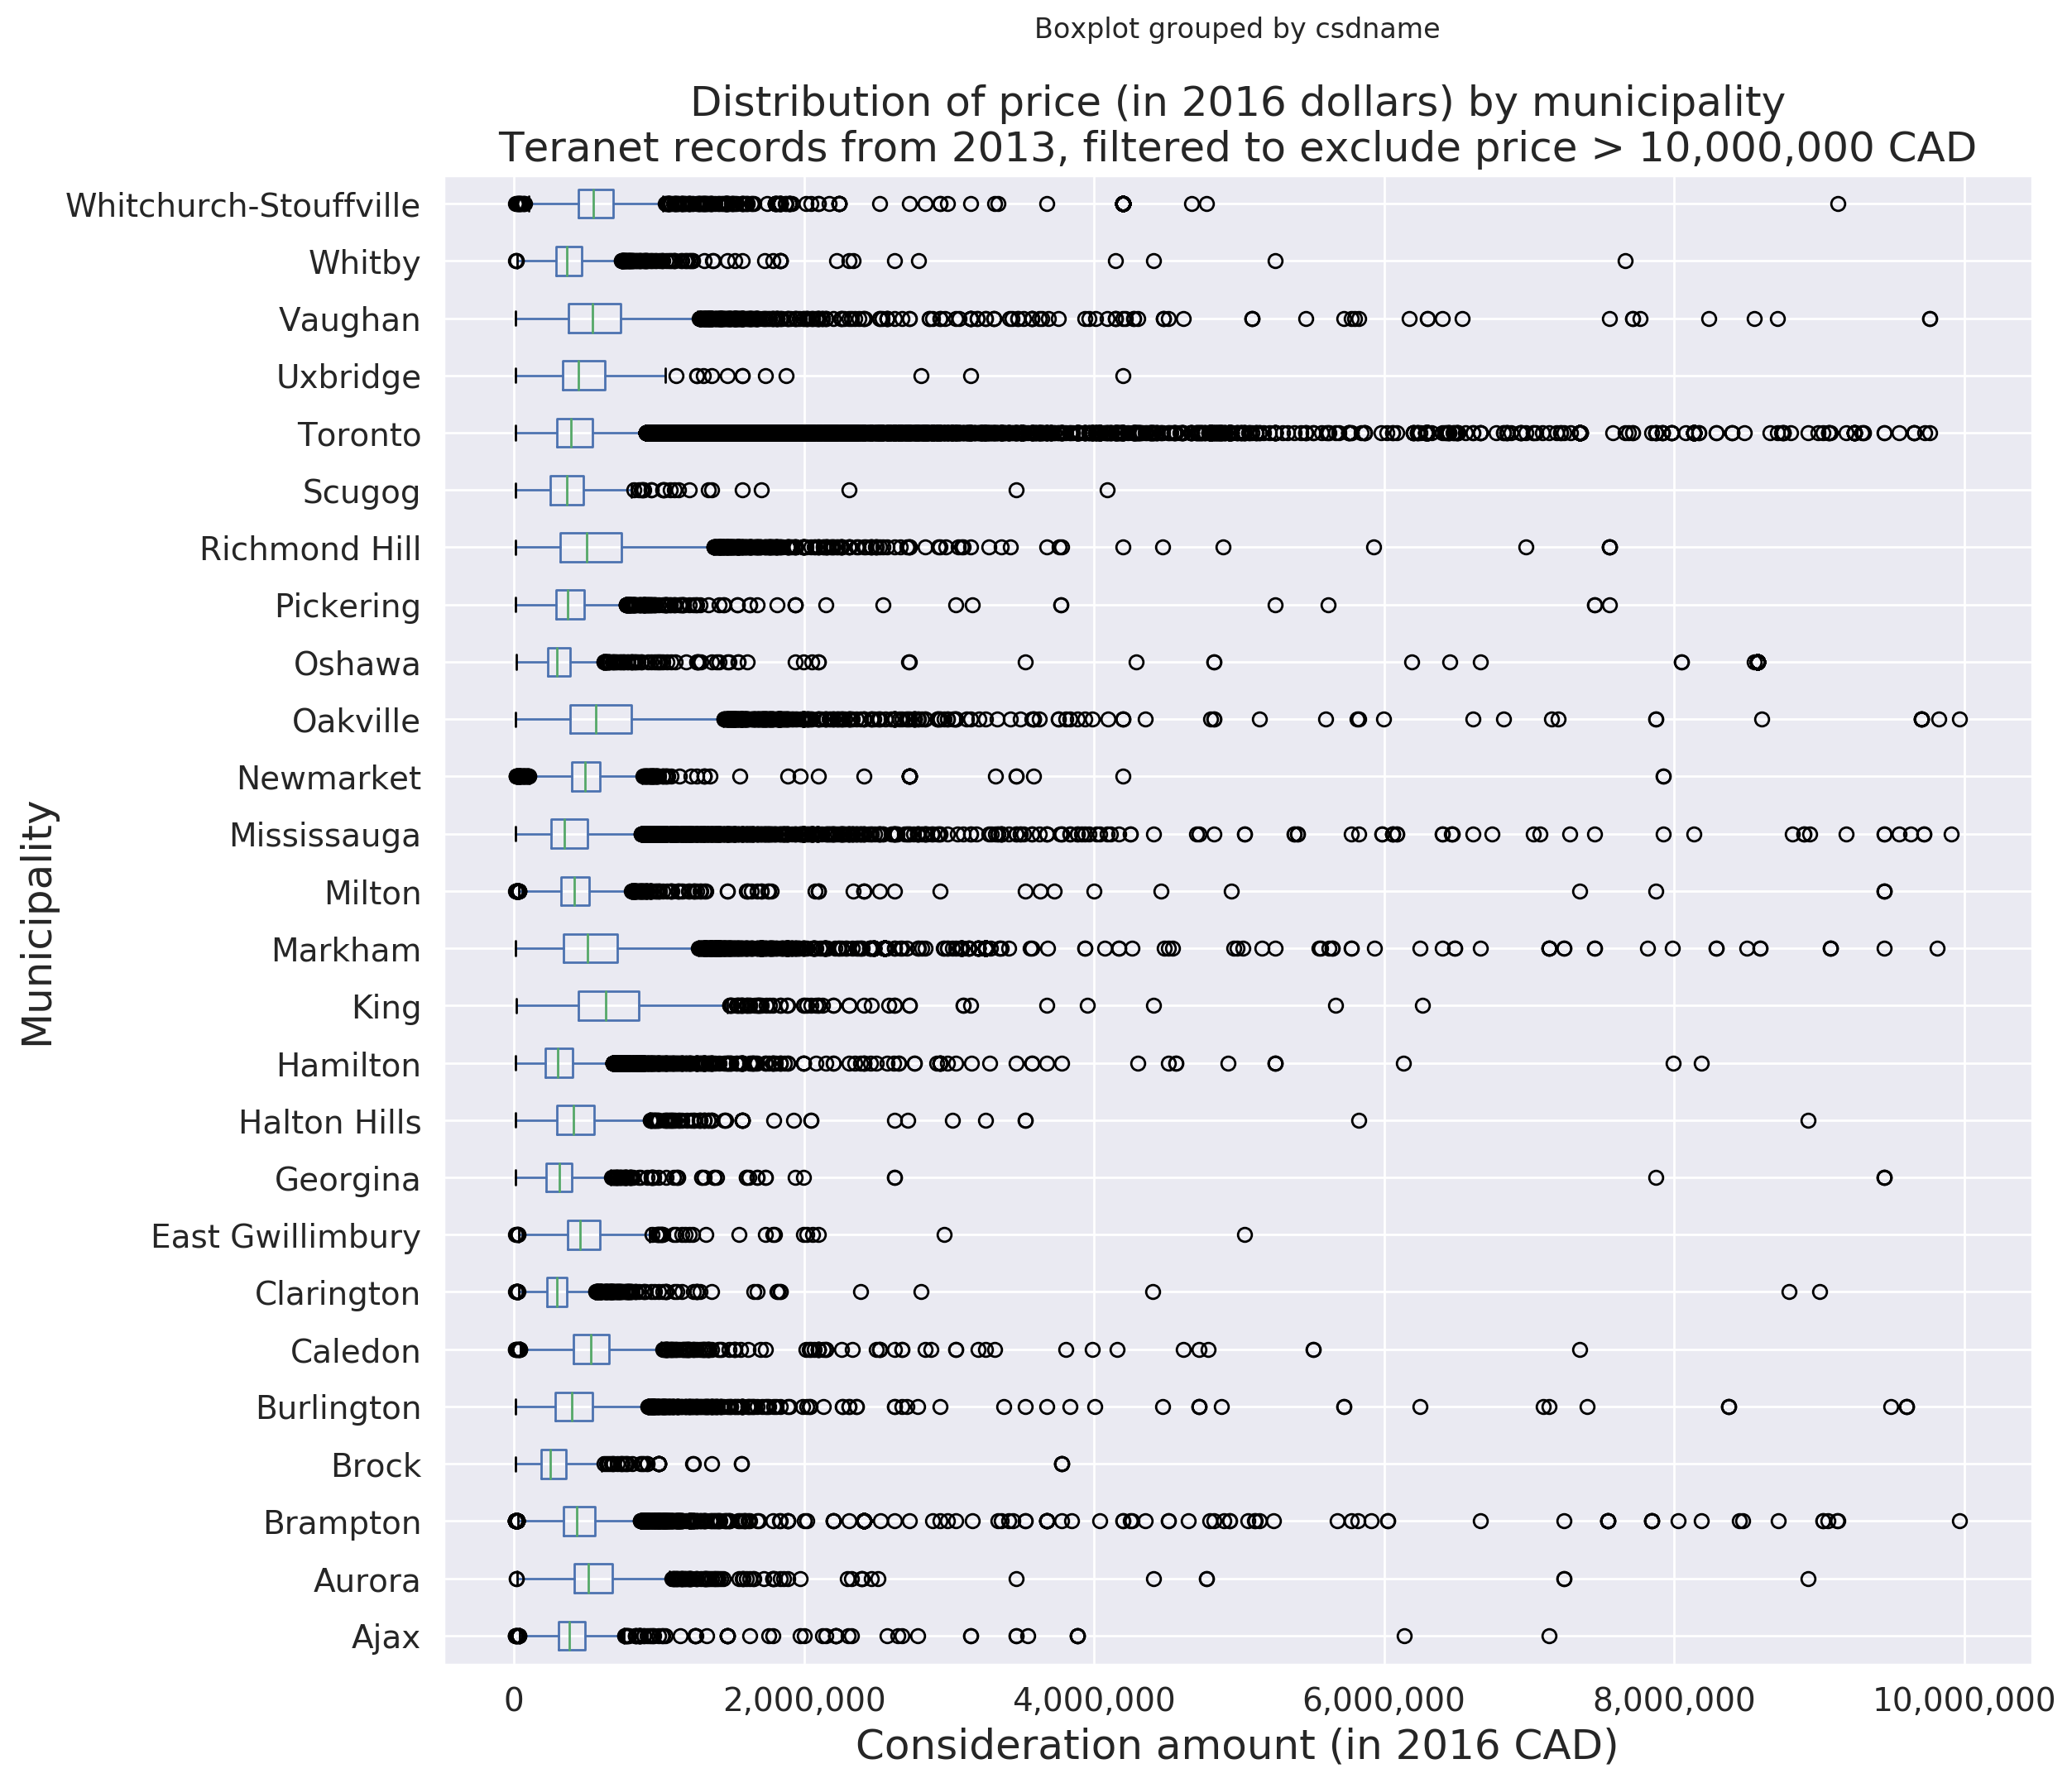 Boxplot grouped by csdname
Distribution of price (in 2016 dollars) by municipality
Teranet records from 2013, filtered to exclude price > 10,000,000 CAD
Whitchurch-Stouffville
Whitby
Vaughan
Uxbridge
Toronto
Scugog
Richmond Hill
Pickering
Oshawa
Oakville
Newmarket
Mississauga
Milton
Markham
King
Hamilton
Halton Hills
Georgina
East Gwillimbury
Clarington
Caledon
Burlington
Brock
Brampton
Aurora
Ajax
Municipality
0
2,000,000
4,000,000
6,000,000
8,000,000
10,000,000
Consideration amount (in 2016 CAD)